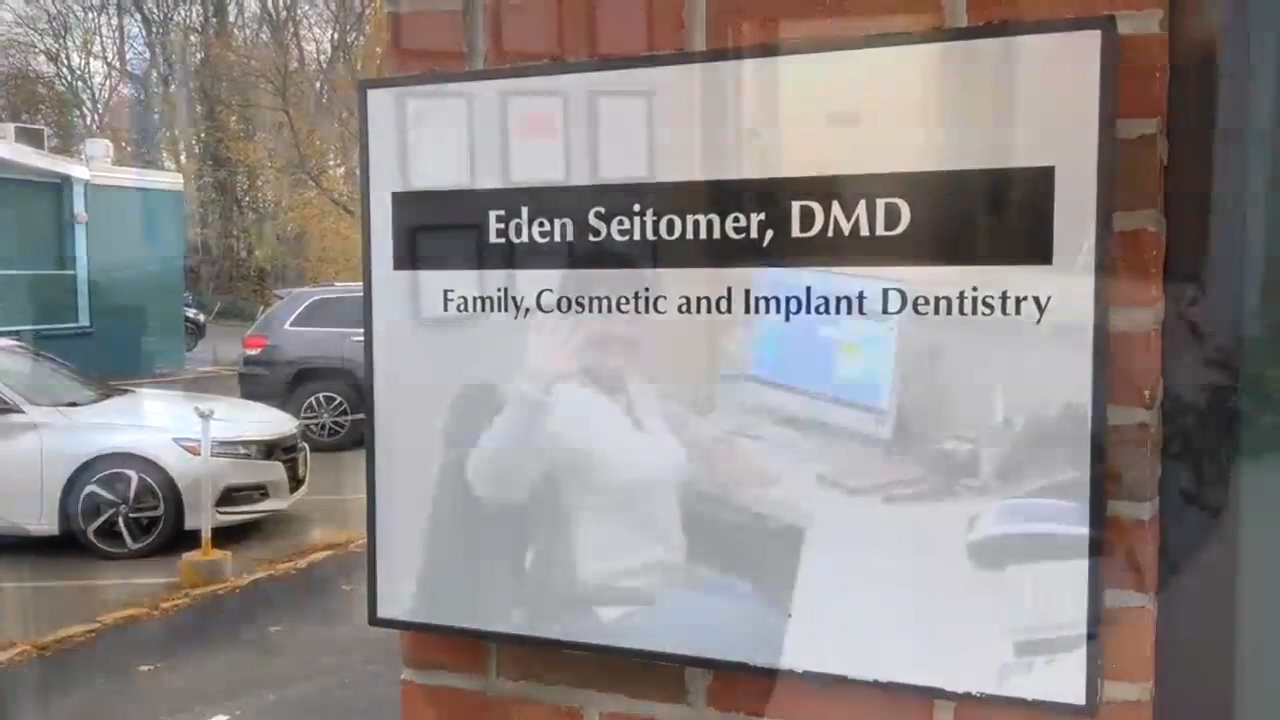 Eden Seitomer, DMD
Family, Cosmetic and Implant Dentistry